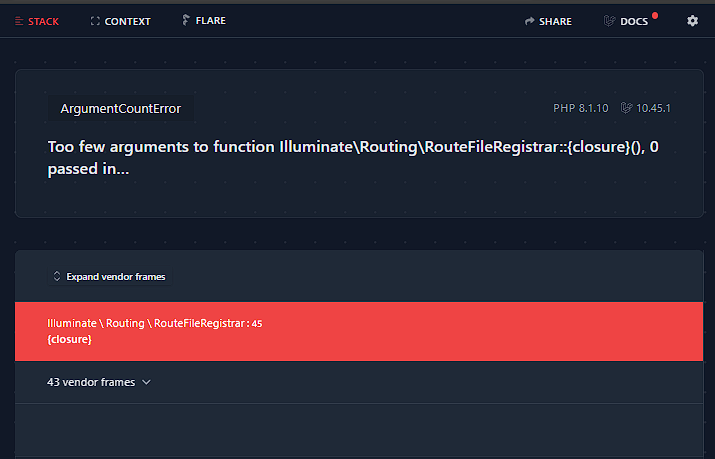 STACK CONTEXT FLARE SHARE DOCS
ArgumentCountError PHP 8.1.10 10.45.1
Too few arguments to function Illuminate\Routing\RouteFileRegistrar::{closure}(), 0
passed in...
Expand vendor frames
Illuminate \ Routing \ RouteFileRegistrar : 45
{closure}
43 vendor frames